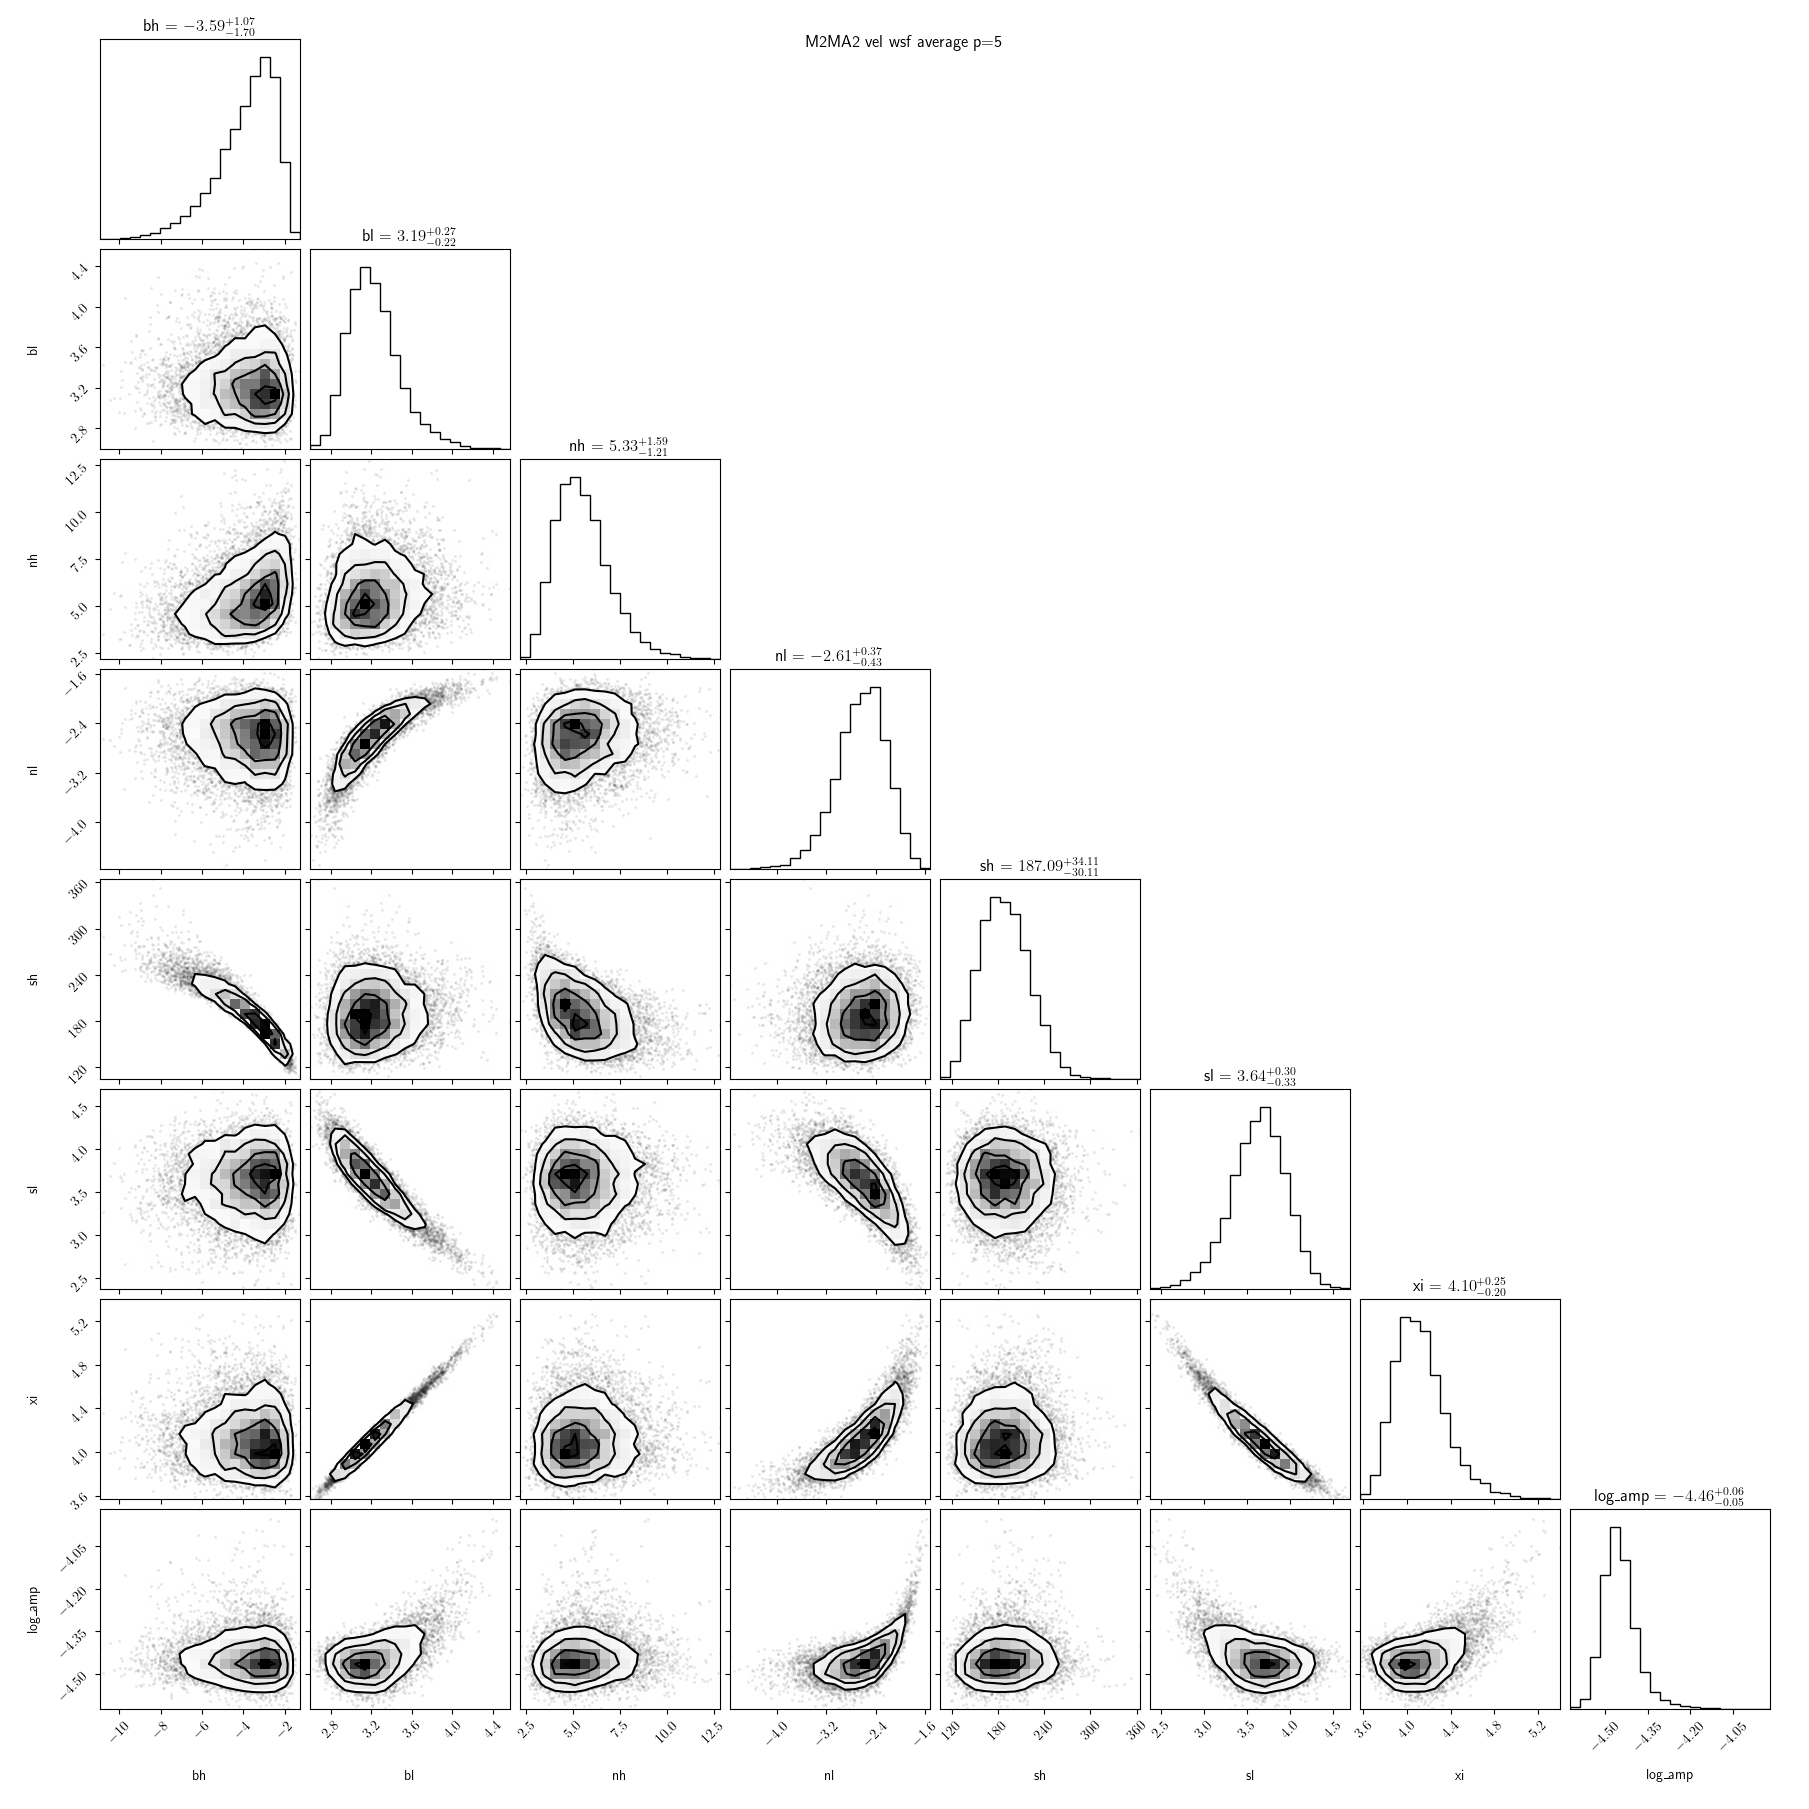 M2MA2 vel wsf average p=5
bh = −3.59+1.07 −1.70
bl = 3.19+0.27 −0.22
bl
4.4
4.0
3.6
3.2
2.8
nh = 5.33+1.59 −1.21
nh
12.5
10.0
7.5
5.0
2.5
nl = −2.61+0.37 −0.43
nl
−1.6
−2.4
−3.2
−4.0
sh = 187.09+34.11 −30.11
sh
360
300
240
180
120
sl = 3.64+0.30 −0.33
sl
4.5
4.0
3.5
3.0
2.5
xi = 4.10+0.25 −0.20
xi
5.2
4.8
4.4
4.0
3.6
log_amp = −4.46+0.06 −0.05
log_amp
−4.05
−4.20
−4.35
−4.50
−10 −8 −6 −4 −2 2.8 3.2 3.6 4.0 4.4 2.5 5.0 7.5 10.0 12.5 −4.0 −3.2 −2.4 −1.6 120 180 240 300 360 2.5 3.0 3.5 4.0 4.5 3.6 4.0 4.4 4.8 5.2 −4.50 −4.35 −4.20 −4.05
bh bl nh nl sh sl xi log_amp